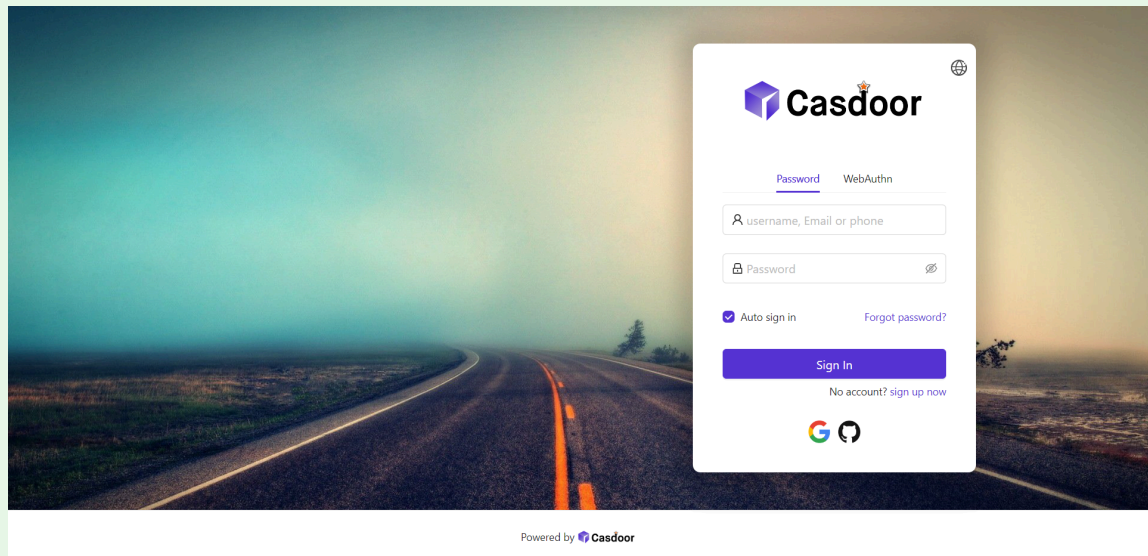 Casdoor
Password WebAuthn
username, Email or phone
Password
Auto sign in Forgot password?
Sign In
No account? sign up now
Powered by Casdoor